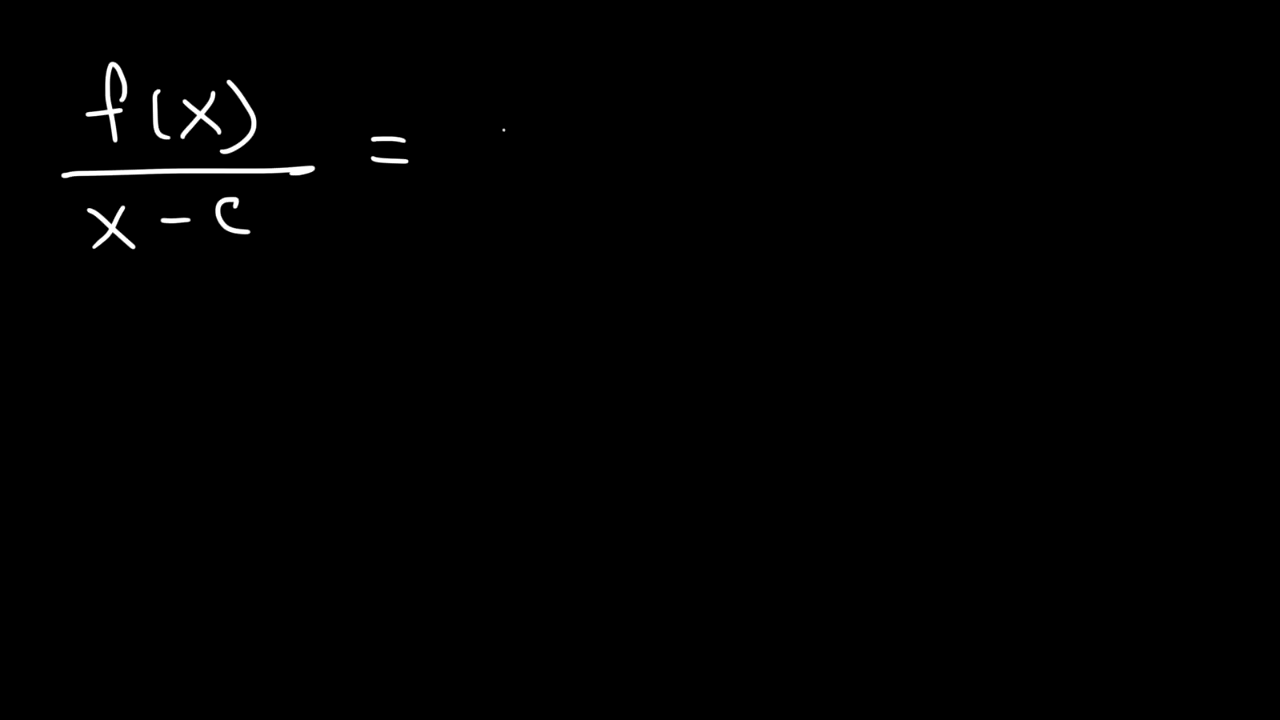 f(x)
x - c
=